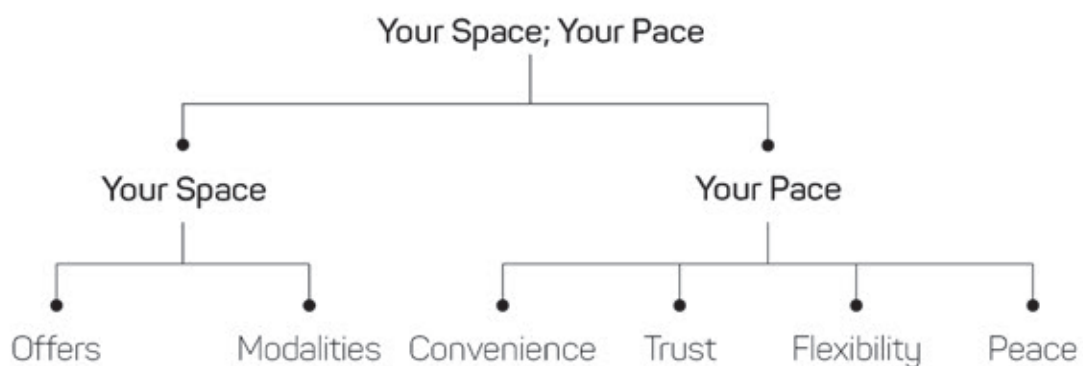 Your Space; Your Pace
Your Space
Your Pace
Offers
Modalities
Convenience
Trust
Flexibility
Peace